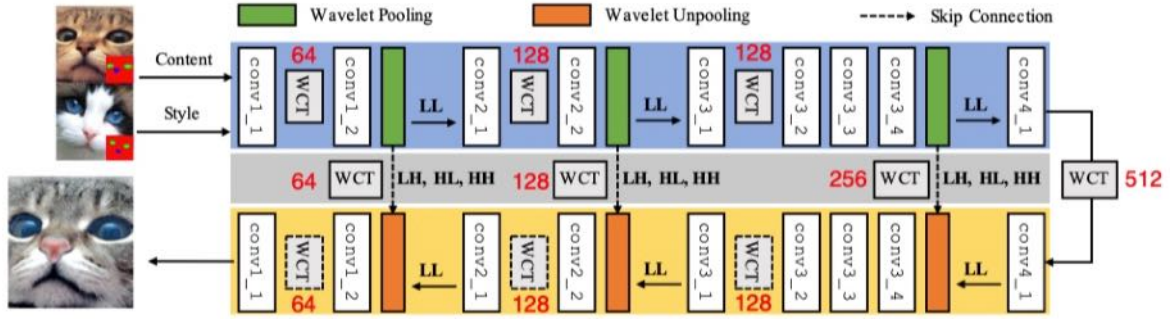 Wavelet Pooling Wavelet Unpooling Skip Connection
Content
Style
conv1_1 64 WCT conv1_2 LL conv2_1 128 WCT conv2_2 LL conv3_1 128 WCT conv3_2 conv3_3 conv3_4 LL conv4_1
64 WCT LH, HL, HH 128 WCT LH, HL, HH 256 WCT LH, HL, HH WCT 512
conv1_1 WCT 64 conv1_2 LL conv2_1 WCT 128 conv2_2 LL conv3_1 WCT 128 conv3_2 conv3_3 conv3_4 LL conv4_1